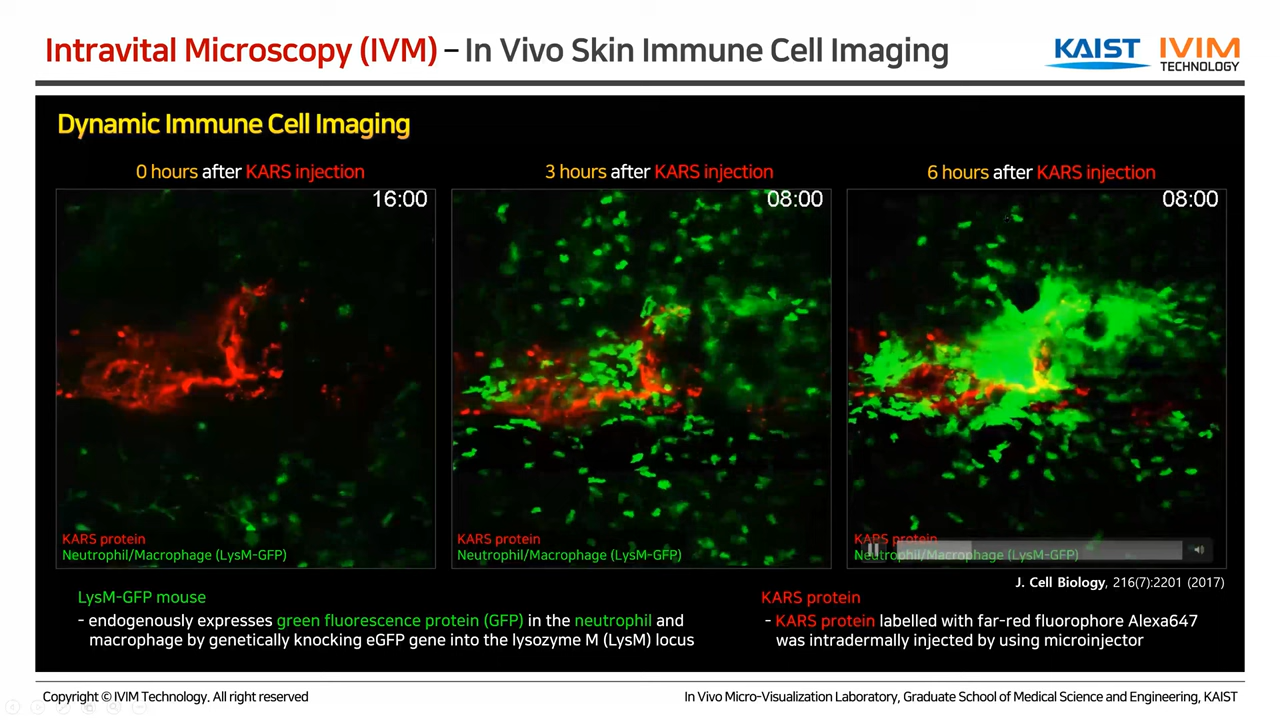 Intravital Microscopy (IVM) – In Vivo Skin Immune Cell Imaging
KAIST
IVIM
TECHNOLOGY
Dynamic Immune Cell Imaging
0 hours after KARS injection
16:00
KARS protein
Neutrophil/Macrophage (LysM-GFP)
3 hours after KARS injection
08:00
KARS protein
Neutrophil/Macrophage (LysM-GFP)
6 hours after KARS injection
08:00
KARS protein
Neutrophil/Macrophage (LysM-GFP)
J. Cell Biology, 216(7):2201 (2017)
LysM-GFP mouse
- endogenously expresses green fluorescence protein (GFP) in the neutrophil and
macrophage by genetically knocking eGFP gene into the lysozyme M (LysM) locus
KARS protein
- KARS protein labelled with far-red fluorophore Alexa647
was intradermally injected by using microinjector
Copyright © IVIM Technology. All right reserved
In Vivo Micro-Visualization Laboratory, Graduate School of Medical Science and Engineering, KAIST